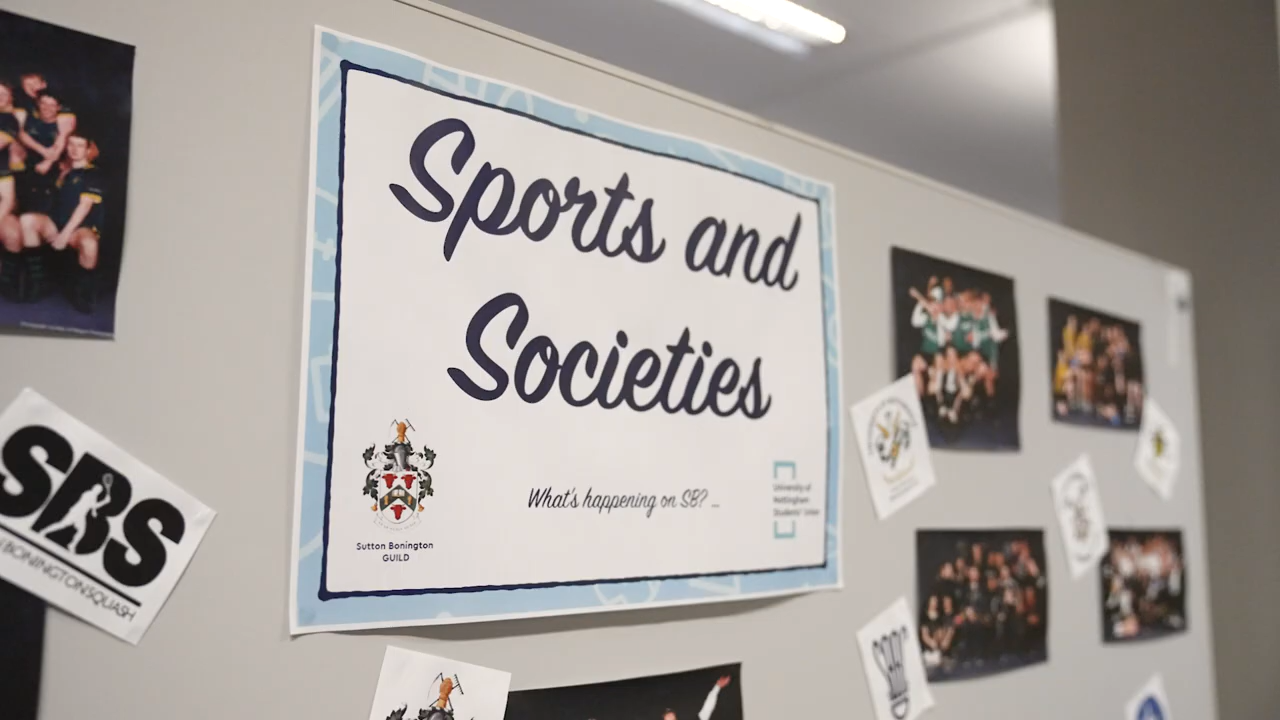 Sports and
Societies
What's happening on SB? ...
Sutton Bonington
GUILD
University of
Nottingham
Students' Union
SBS
BONINGTONSQUASH